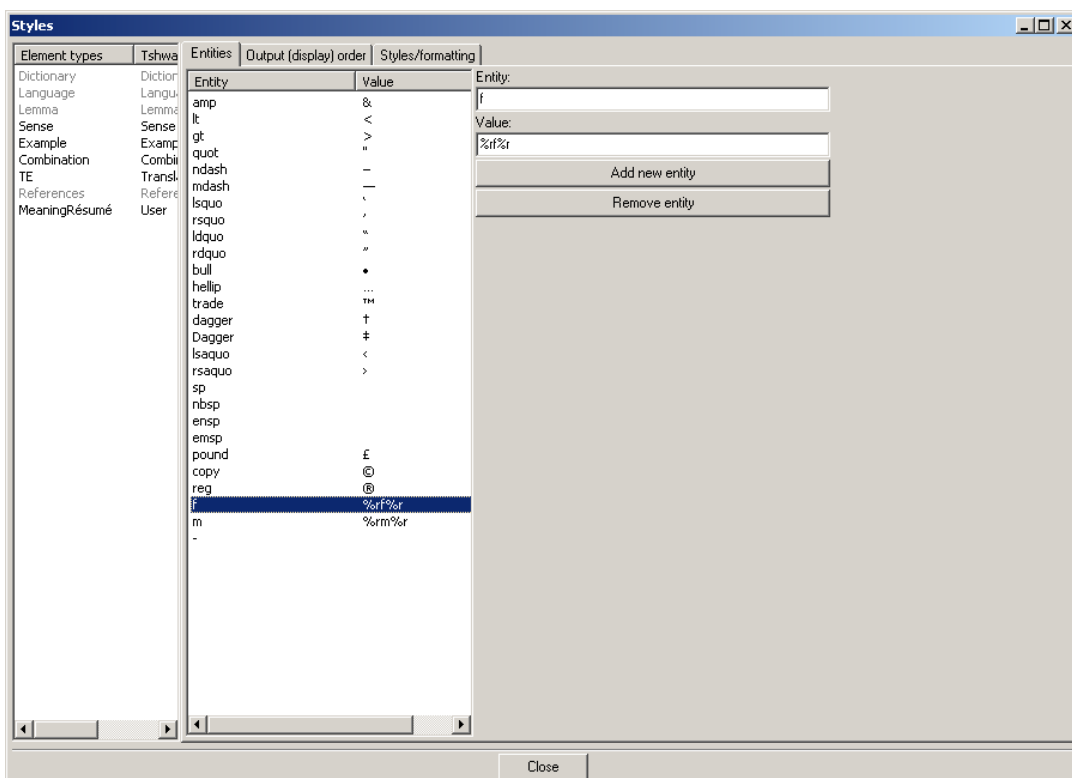 Styles
Element types Tshwa
Dictionary Diction
Language Langua
Lemma Lemma
Sense Sense
Example Examp
Combination Combi
TE Transl
References Refere
MeaningRésumé User
Entities Output (display) order Styles/formatting
Entity Value
amp &
lt <
gt >
quot "
ndash –
mdash —
lsquo ‘
rsquo ’
ldquo “
rdquo ”
bull •
hellip …
trade ™
dagger †
Dagger ‡
lsaquo ‹
rsaquo ›
sp
nbsp
ensp
emsp
pound £
copy ©
reg ®
f %rf%r
m %rm%r
-
Entity:
f
Value:
%rf%r
Add new entity
Remove entity
Close